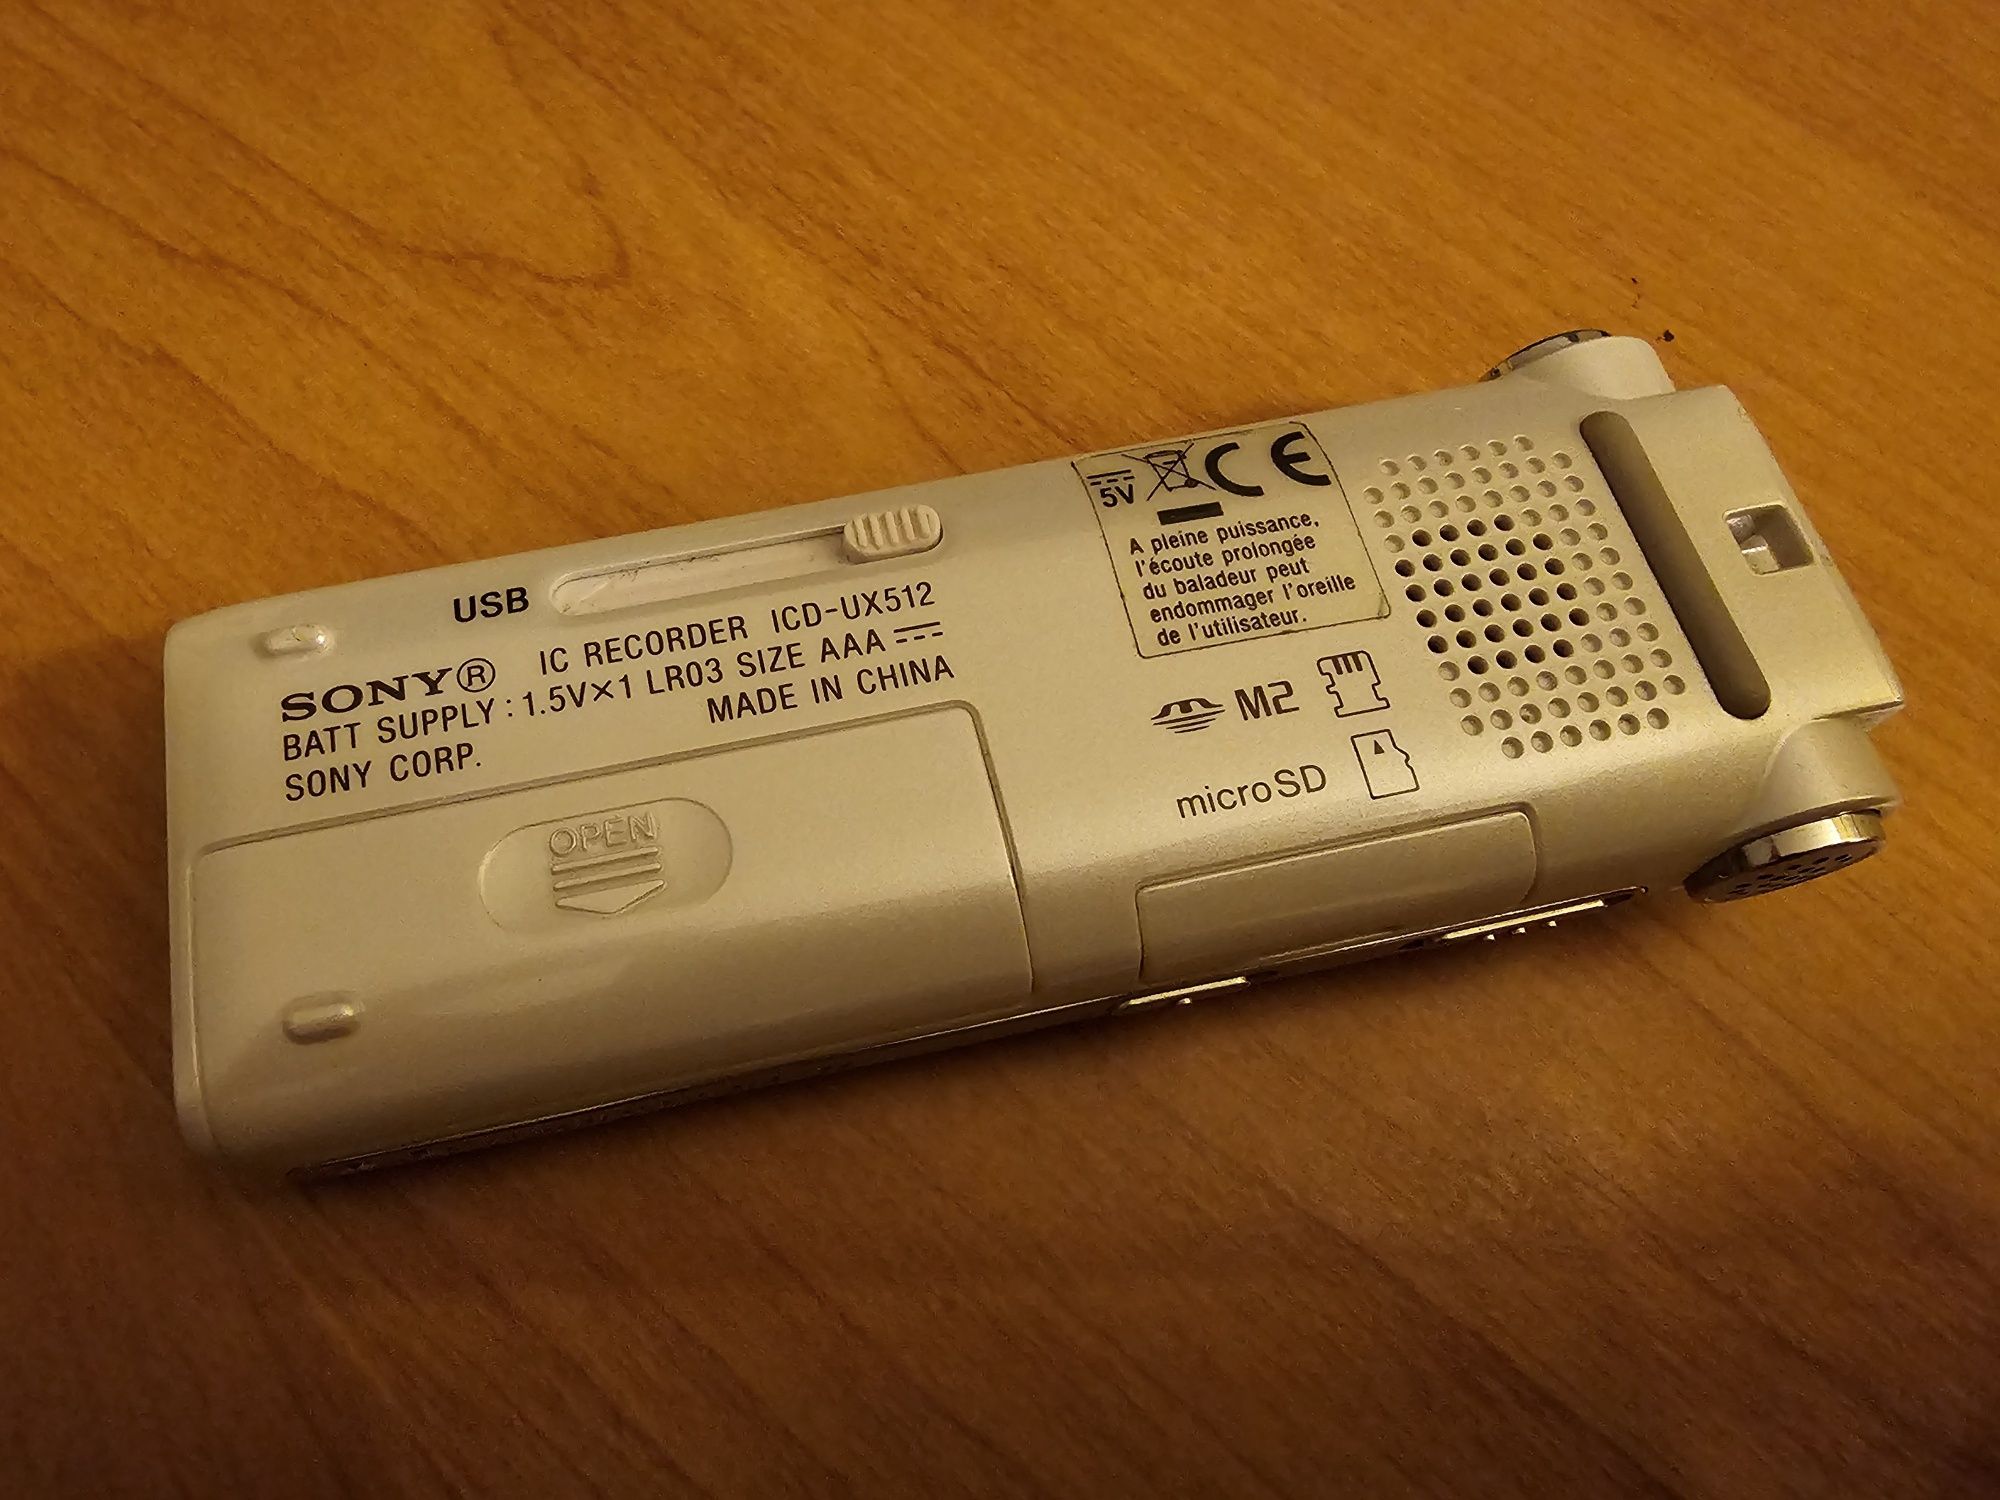 USB
SONY® IC RECORDER ICD-UX512
BATT SUPPLY : 1.5V×1 LR03 SIZE AAA
SONY CORP. MADE IN CHINA
OPEN
5V CE
A pleine puissance,
l'écoute prolongée
du baladeur peut
endommager l'oreille
de l'utilisateur.
M2
microSD